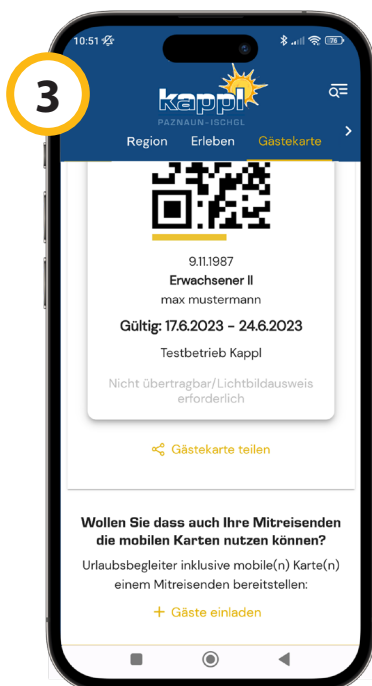 3
10:51
76
kappl
PAZNAUN-ISCHGL
Region Erleben Gästekarte
9.11.1987
Erwachsener II
max mustermann
Gültig: 17.6.2023 - 24.6.2023
Testbetrieb Kappl
Nicht übertragbar/Lichtbildausweis
erforderlich
Gästekarte teilen
Wollen Sie dass auch Ihre Mitreisenden
die mobilen Karten nutzen können?
Urlaubsbegleiter inklusive mobile(n) Karte(n)
einem Mitreisenden bereitstellen:
+ Gäste einladen